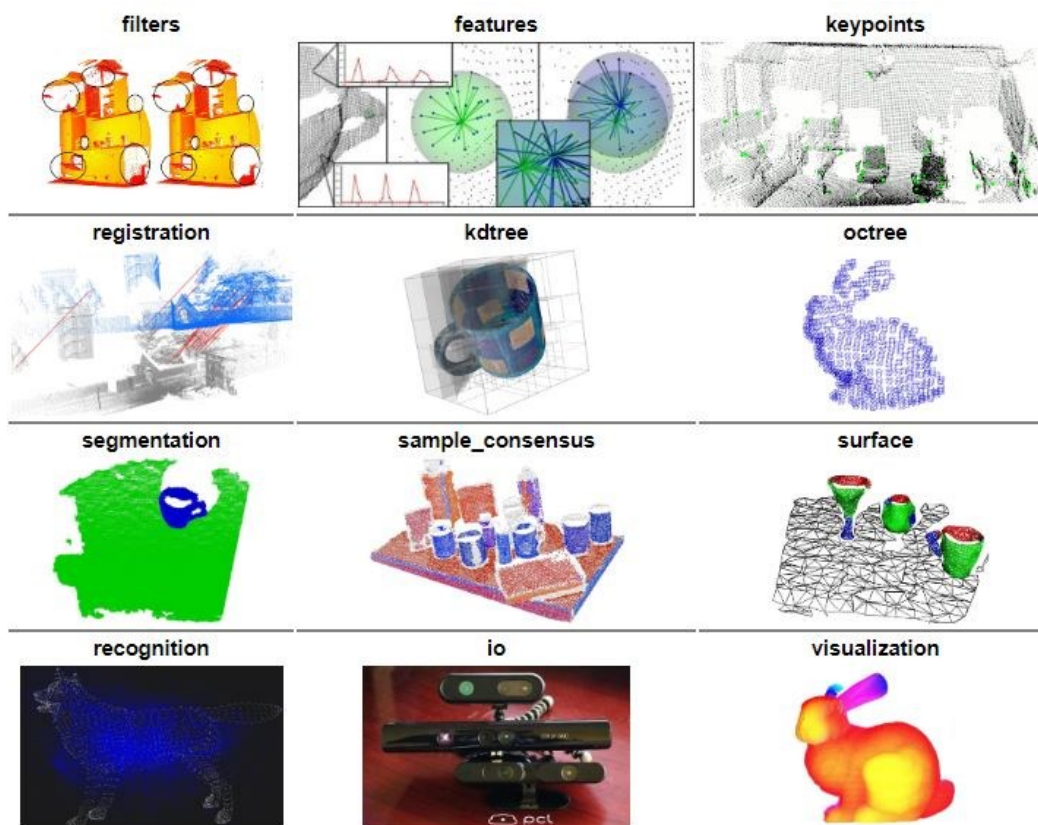 filters
features
keypoints
registration
kdtree
octree
segmentation
sample_consensus
surface
recognition
io
visualization
pcl